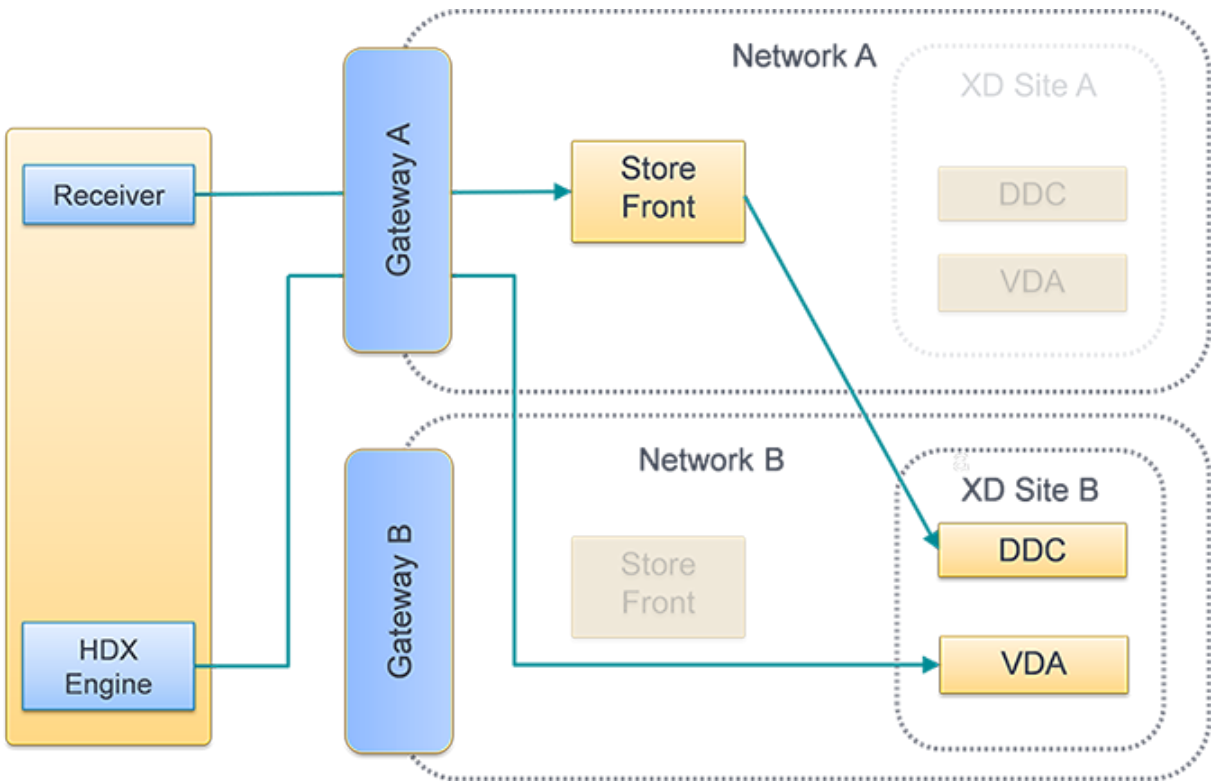 Network A
XD Site A
Receiver
Gateway A
Store
Front
DDC
VDA
Network B
XD Site B
Gateway B
Store
Front
DDC
HDX
Engine
VDA